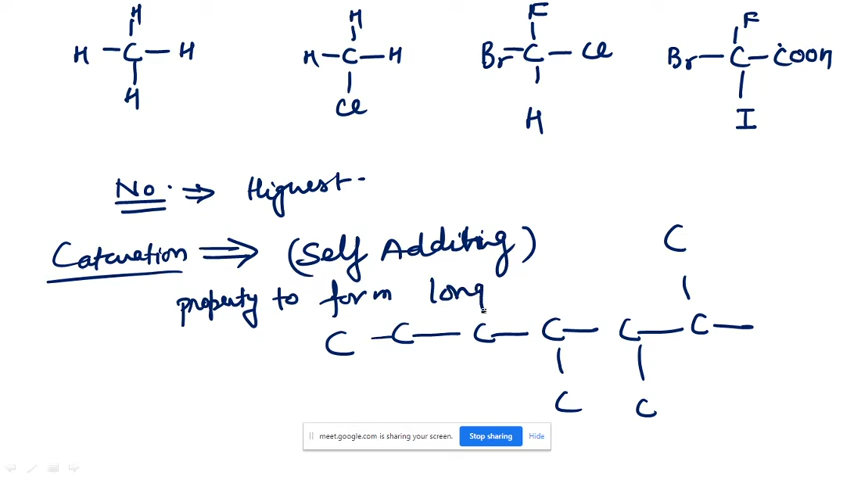 H H F F
H C H H C H Br C Cl Br C COOH
H Cl H I
No. ⇒ Highest.
Catenation ⇒ (Self Additing)
property to form long
C
C C C C C C
C C
meet.google.com is sharing your screen. Stop sharing Hide